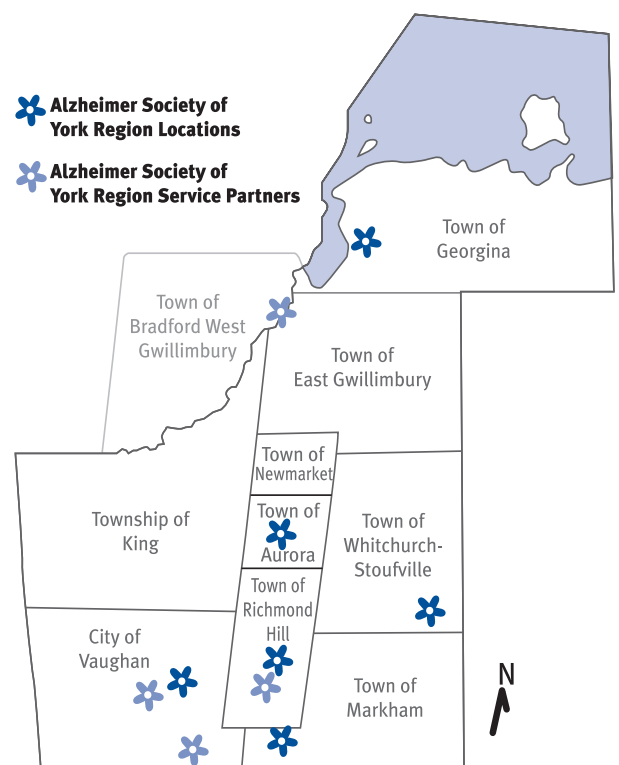 Alzheimer Society of
York Region Locations
Alzheimer Society of
York Region Service Partners
Town of
Georgina
Town of
Bradford West
Gwillimbury
Town of
East Gwillimbury
Town of
Newmarket
Township of
King
Town of
Aurora
Town of
Whitchurch-
Stoufville
Town of
Richmond
Hill
City of
Vaughan
Town of
Markham
N